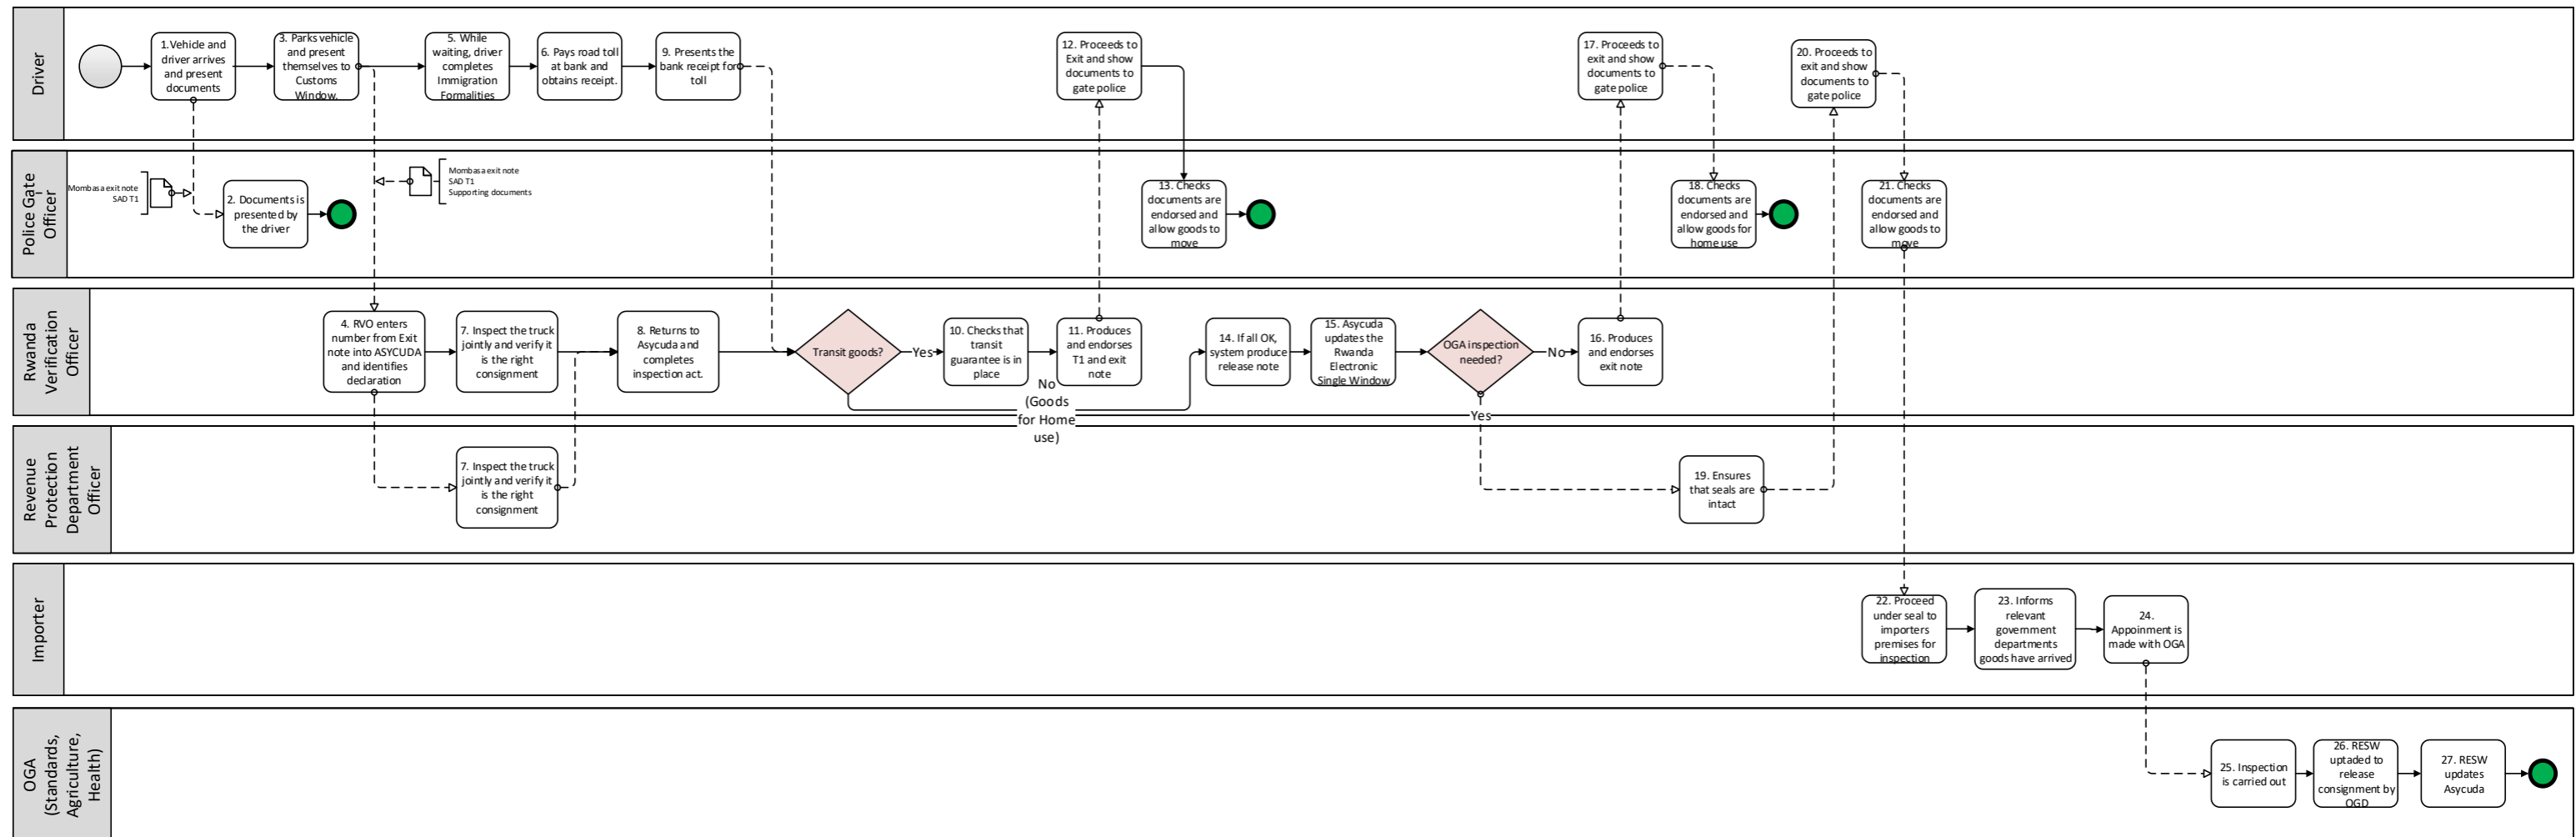 Driver
1.Vehicle and
driver arrives
and present
documents
3. Parks vehicle
and present
themselves to
Customs
Window.
5. While
waiting, driver
completes
Immigration
Formalities
6. Pays road toll
at bank and
obtains receipt.
9. Presents the
bank receipt for
toll
12. Proceeds to
Exit and show
documents to
gate police
17. Proceeds to
exit and show
documents to
gate police
20. Proceeds to
exit and show
documents to
gate police
Police Gate
Officer
Mombasa exit note
SAD T1
2. Documents is
presented by
the driver
Mombasa exit note
SAD T1
Supporting documents
13. Checks
documents are
endorsed and
allow goods to
move
18. Checks
documents are
endorsed and
allow goods for
home use
21. Checks
documents are
endorsed and
allow goods to
move
Rwanda
Verification
Officer
4. RVO enters
number from Exit
note into ASYCUDA
and identifies
declaration
7. Inspect the truck
jointly and verify it
is the right
consignment
8. Returns to
Asycuda and
completes
inspection act.
Transit goods?
Yes
10. Checks that
transit
guarantee is in
place
11. Produces
and endorses
T1 and exit
note
No
(Goods
for Home
use)
14. If all OK,
system produce
release note
15. Asycuda
updates the
Rwanda
Electronic
Single Window
OGA inspection
needed?
No
16. Produces
and endorses
exit note
Yes
Revenue
Protection
Department
Officer
7. Inspect the truck
jointly and verify it
is the right
consignment
19. Ensures
that seals are
intact
Importer
22. Proceed
under seal to
importers
premises for
inspection
23. Informs
relevant
government
departments
goods have arrived
24.
Appoinment is
made with OGA
OGA
(Standards,
Agriculture,
Health)
25. Inspection
is carried out
26. RESW
uptaded to
release
consignment by
OGD
27. RESW
updates
Asycuda